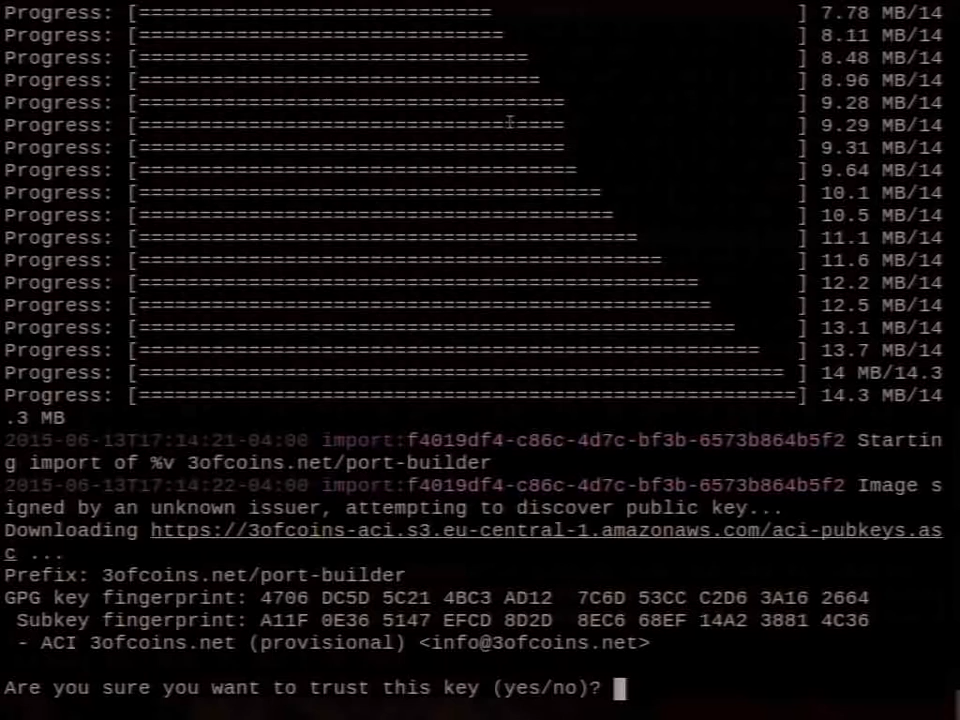 Progress: [============================= ] 7.78 MB/14
Progress: [============================== ] 8.11 MB/14
Progress: [================================ ] 8.48 MB/14
Progress: [================================= ] 8.96 MB/14
Progress: [=================================== ] 9.28 MB/14
Progress: [=================================== ] 9.29 MB/14
Progress: [=================================== ] 9.31 MB/14
Progress: [==================================== ] 9.64 MB/14
Progress: [====================================== ] 10.1 MB/14
Progress: [======================================= ] 10.5 MB/14
Progress: [========================================= ] 11.1 MB/14
Progress: [=========================================== ] 11.6 MB/14
Progress: [============================================== ] 12.2 MB/14
Progress: [=============================================== ] 12.5 MB/14
Progress: [================================================= ] 13.1 MB/14
Progress: [=================================================== ] 13.7 MB/14
Progress: [===================================================== ] 14 MB/14.3
Progress: [======================================================] 14.3 MB/14
.3 MB
2015-06-13T17:14:21-04:00 import:f4019df4-c86c-4d7c-bf3b-6573b864b5f2 Startin
g import of %v 3ofcoins.net/port-builder
2015-06-13T17:14:22-04:00 import:f4019df4-c86c-4d7c-bf3b-6573b864b5f2 Image s
igned by an unknown issuer, attempting to discover public key...
Downloading https://3ofcoins-aci.s3.eu-central-1.amazonaws.com/aci-pubkeys.as
c ...
Prefix: 3ofcoins.net/port-builder
GPG key fingerprint: 4706 DC5D 5C21 4BC3 AD12  7C6D 53CC C2D6 3A16 2664
 Subkey fingerprint: A11F 0E36 5147 EFCD 8D2D  8EC6 68EF 14A2 3881 4C36
 - ACI 3ofcoins.net (provisional) <info@3ofcoins.net>
Are you sure you want to trust this key (yes/no)?